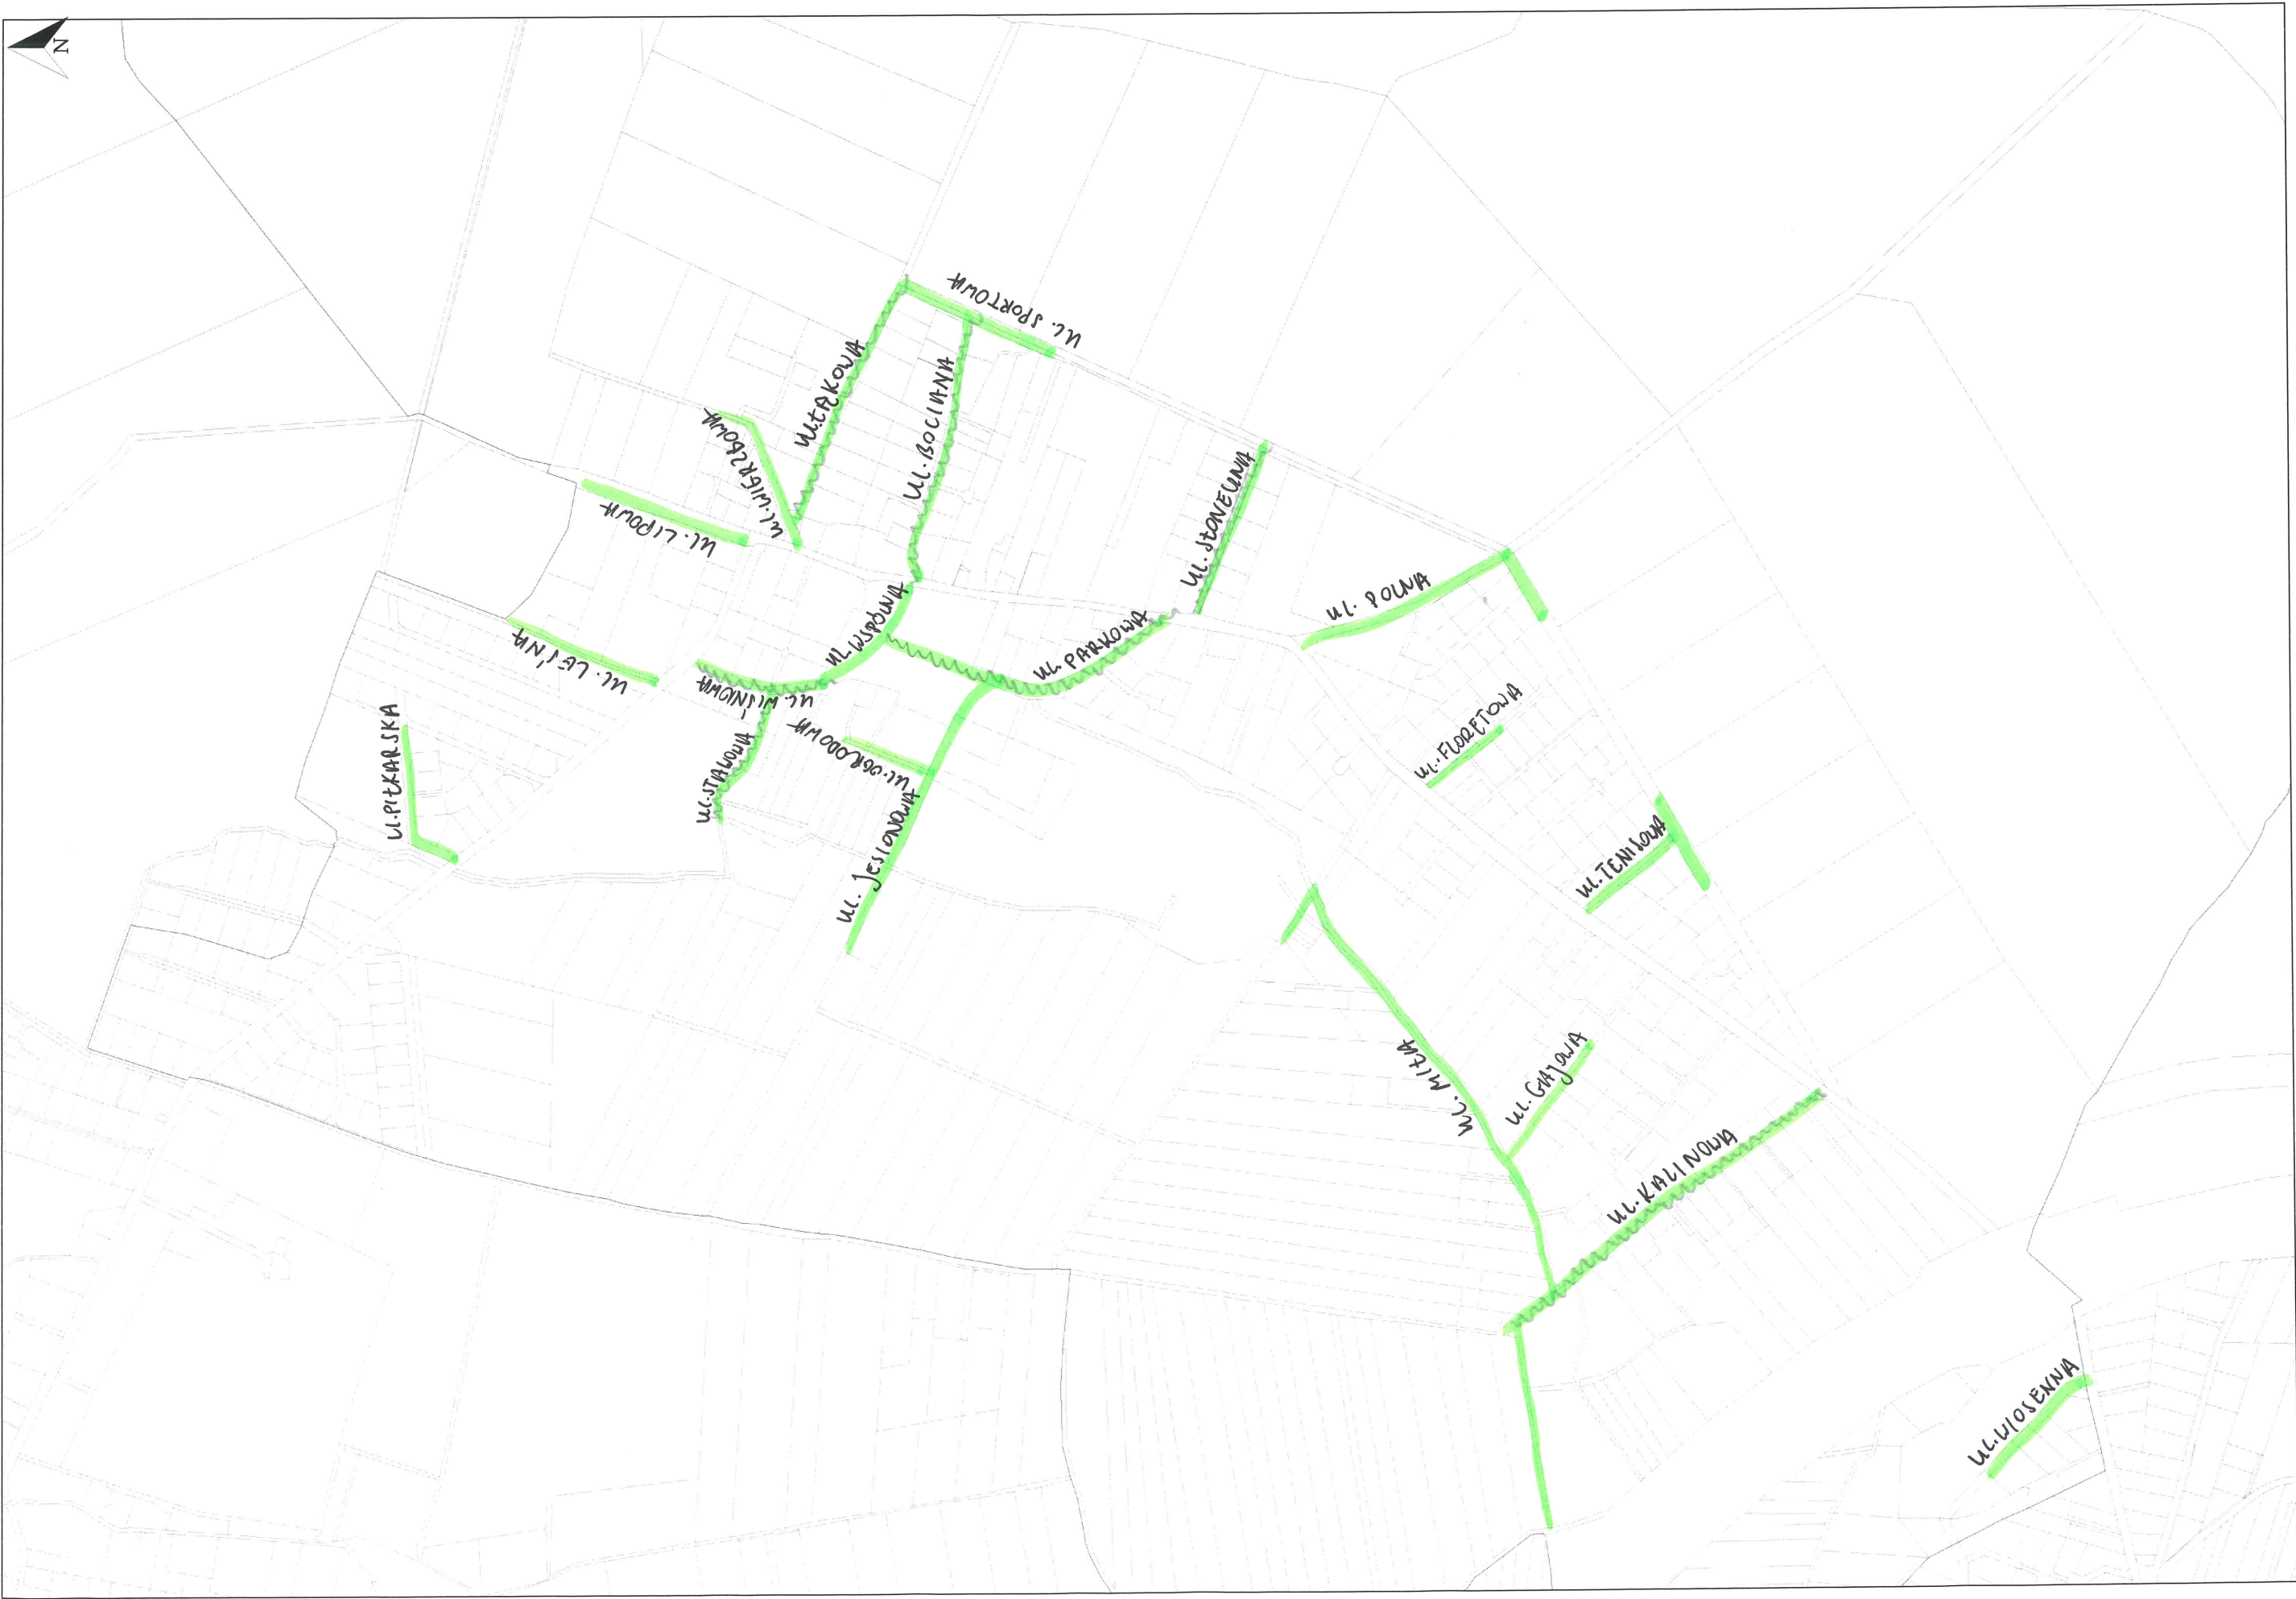 N
UL. SPORTOWA
UL. ŁĄKOWA
UL. BOCIANA
UL. WIERZBOWA
UL. LIPOWA
UL. SŁONECZNA
UL. POLNA
UL. WSPÓLNA
UL. PARKOWA
UL. LEŚNA
UL. WIŚNIOWA
UL. STAWOWA
UL. OGRODOWA
UL. PIŁKARSKA
UL. JESIONOWA
UL. FLORETOWA
UL. TENISOWA
UL. MIŁA
UL. GAJOWA
UL. KALINOWA
UL. WIOSENNA